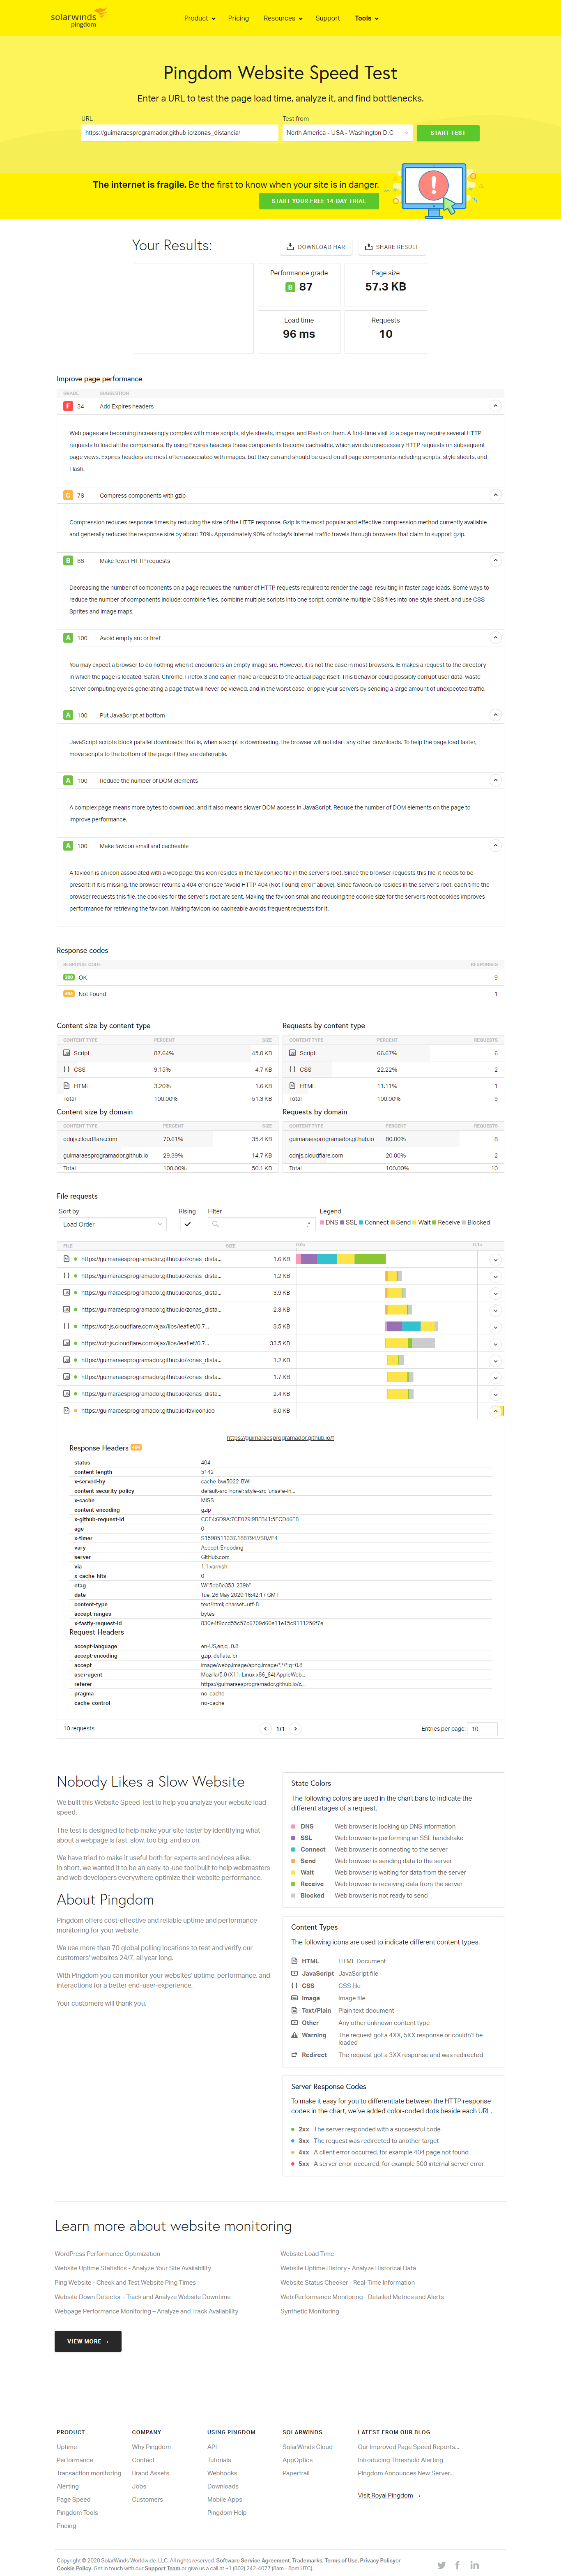 solarwinds
pingdom
Product
Pricing
Resources
Support
Tools
Pingdom Website Speed Test
Enter a URL to test the page load time, analyze it, and find bottlenecks.
URL
Test from
https://guimaraesprogramador.github.io/zonas_distancia/
North America - USA - Washington D.C
START TEST
The internet is fragile. Be the first to know when your site is in danger.
START YOUR FREE 14-DAY TRIAL
Your Results:
DOWNLOAD HAR
SHARE RESULT
Performance grade
B 87
Page size
57.3 KB
Load time
96 ms
Requests
10
Improve page performance
GRADE SUGGESTION
F 34 Add Expires headers
Web pages are becoming increasingly complex with more scripts, style sheets, images, and Flash on them. A first-time visit to a page may require several HTTP
requests to load all the components. By using Expires headers these components become cacheable, which avoids unnecessary HTTP requests on subsequent
page views. Expires headers are most often associated with images, but they can and should be used on all page components including scripts, style sheets, and
Flash.
C 78 Compress components with gzip
Compression reduces response times by reducing the size of the HTTP response. Gzip is the most popular and effective compression method currently available
and generally reduces the response size by about 70%. Approximately 90% of today's Internet traffic travels through browsers that claim to support gzip.
B 88 Make fewer HTTP requests
Decreasing the number of components on a page reduces the number of HTTP requests required to render the page, resulting in faster page loads. Some ways to
reduce the number of components include: combine files, combine multiple scripts into one script, combine multiple CSS files into one style sheet, and use CSS
Sprites and image maps.
A 100 Avoid empty src or href
You may expect a browser to do nothing when it encounters an empty image src. However, it is not the case in most browsers. IE makes a request to the directory
in which the page is located; Safari, Chrome, Firefox 3 and earlier make a request to the actual page itself. This behavior could possibly corrupt user data, waste
server computing cycles generating a page that will never be viewed, and in the worst case, cripple your servers by sending a large amount of unexpected traffic.
A 100 Put JavaScript at bottom
JavaScript scripts block parallel downloads; that is, when a script is downloading, the browser will not start any other downloads. To help the page load faster,
move scripts to the bottom of the page if they are deferrable.
A 100 Reduce the number of DOM elements
A complex page means more bytes to download, and it also means slower DOM access in JavaScript. Reduce the number of DOM elements on the page to
improve performance.
A 100 Make favicon small and cacheable
A favicon is an icon associated with a web page; this icon resides in the favicon.ico file in the server's root. Since the browser requests this file, it needs to be
present; if it is missing, the browser returns a 404 error (see "Avoid HTTP 404 (Not Found) error" above). Since favicon.ico resides in the server's root, each time the
browser requests this file, the cookies for the server's root are sent. Making the favicon small and reducing the cookie size for the server's root cookies improves
performance for retrieving the favicon. Making favicon.ico cacheable avoids frequent requests for it.
Response codes
RESPONSE CODE RESPONSES
200 OK 9
404 Not Found 1
Content size by content type
CONTENT TYPE PERCENT SIZE
Script 87.64% 45.0 KB
CSS 9.15% 4.7 KB
HTML 3.20% 1.6 KB
Total 100.00% 51.3 KB
Requests by content type
CONTENT TYPE PERCENT REQUESTS
Script 66.67% 6
CSS 22.22% 2
HTML 11.11% 1
Total 100.00% 9
Content size by domain
CONTENT TYPE PERCENT SIZE
cdnjs.cloudflare.com 70.61% 35.4 KB
guimaraesprogramador.github.io 29.39% 14.7 KB
Total 100.00% 50.1 KB
Requests by domain
CONTENT TYPE PERCENT REQUESTS
guimaraesprogramador.github.io 80.00% 8
cdnjs.cloudflare.com 20.00% 2
Total 100.00% 10
File requests
Sort by
Load Order
Rising
Filter
.*
Legend
DNS SSL Connect Send Wait Receive Blocked
FILE SIZE 0.0s 0.1s
https://guimaraesprogramador.github.io/zonas_dista... 1.6 KB
https://guimaraesprogramador.github.io/zonas_dista... 1.2 KB
https://guimaraesprogramador.github.io/zonas_dista... 3.9 KB
https://guimaraesprogramador.github.io/zonas_dista... 2.3 KB
https://cdnjs.cloudflare.com/ajax/libs/leaflet/0.7... 3.5 KB
https://cdnjs.cloudflare.com/ajax/libs/leaflet/0.7... 33.5 KB
https://guimaraesprogramador.github.io/zonas_dista... 1.2 KB
https://guimaraesprogramador.github.io/zonas_dista... 1.7 KB
https://guimaraesprogramador.github.io/zonas_dista... 2.4 KB
https://guimaraesprogramador.github.io/favicon.ico 6.0 KB
https://guimaraesprogramador.github.io/f
Response Headers 404
status 404
content-length 5142
x-served-by cache-bwi5022-BWI
content-security-policy default-src 'none'; style-src 'unsafe-in...
x-cache MISS
content-encoding gzip
x-github-request-id CCF4:6D9A:7CE029:9BFB41:5ECD46E8
age 0
x-timer S1590511337.188794,VS0,VE4
vary Accept-Encoding
server GitHub.com
via 1.1 varnish
x-cache-hits 0
etag W/"5cb8e353-239b"
date Tue, 26 May 2020 16:42:17 GMT
content-type text/html; charset=utf-8
accept-ranges bytes
x-fastly-request-id 830e4f9ccd55c57c6709d60e11e15c9111256f7e
Request Headers
accept-language en-US,en;q=0.8
accept-encoding gzip, deflate, br
accept image/webp,image/apng,image/*,*/*;q=0.8
user-agent Mozilla/5.0 (X11; Linux x86_64) AppleWeb...
referer https://guimaraesprogramador.github.io/z...
pragma no-cache
cache-control no-cache
10 requests
1/1
Entries per page: 10
Nobody Likes a Slow Website
We built this Website Speed Test to help you analyze your website load
speed.
The test is designed to help make your site faster by identifying what
about a webpage is fast, slow, too big, and so on.
We have tried to make it useful both for experts and novices alike.
In short, we wanted it to be an easy-to-use tool built to help webmasters
and web developers everywhere optimize their website performance.
About Pingdom
Pingdom offers cost-effective and reliable uptime and performance
monitoring for your website.
We use more than 70 global polling locations to test and verify our
customers' websites 24/7, all year long.
With Pingdom you can monitor your websites' uptime, performance, and
interactions for a better end-user-experience.
Your customers will thank you.
State Colors
The following colors are used in the chart bars to indicate the
different stages of a request.
DNS Web browser is looking up DNS information
SSL Web browser is performing an SSL handshake
Connect Web browser is connecting to the server
Send Web browser is sending data to the server
Wait Web browser is waiting for data from the server
Receive Web browser is receiving data from the server
Blocked Web browser is not ready to send
Content Types
The following icons are used to indicate different content types.
HTML HTML Document
JavaScript JavaScript file
CSS CSS file
Image Image file
Text/Plain Plain text document
Other Any other unknown content type
Warning The request got a 4XX, 5XX response or couldn't be
loaded
Redirect The request got a 3XX response and was redirected
Server Response Codes
To make it easy for you to differentiate between the HTTP response
codes in the chart, we've added color-coded dots beside each URL.
2xx The server responded with a successful code
3xx The request was redirected to another target
4xx A client error occurred, for example 404 page not found
5xx A server error occurred, for example 500 internal server error
Learn more about website monitoring
WordPress Performance Optimization
Website Uptime Statistics - Analyze Your Site Availability
Ping Website - Check and Test Website Ping Times
Website Down Detector - Track and Analyze Website Downtime
Webpage Performance Monitoring – Analyze and Track Availability
Website Load Time
Website Uptime History - Analyze Historical Data
Website Status Checker - Real-Time Information
Web Performance Monitoring - Detailed Metrics and Alerts
Synthetic Monitoring
VIEW MORE →
PRODUCT
Uptime
Performance
Transaction monitoring
Alerting
Page Speed
Pingdom Tools
Pricing
COMPANY
Why Pingdom
Contact
Brand Assets
Jobs
Customers
USING PINGDOM
API
Tutorials
Webhooks
Downloads
Mobile Apps
Pingdom Help
SOLARWINDS
SolarWinds Cloud
AppOptics
Papertrail
LATEST FROM OUR BLOG
Our Improved Page Speed Reports...
Introducing Threshold Alerting
Pingdom Announces New Server...
Visit Royal Pingdom →
Copyright © 2020 SolarWinds Worldwide, LLC. All rights reserved. Software Service Agreement, Trademarks, Terms of Use, Privacy Policyor
Cookie Policy. Get in touch with our Support Team or give us a call at +1 (802) 242-4077 (8am - 8pm UTC).